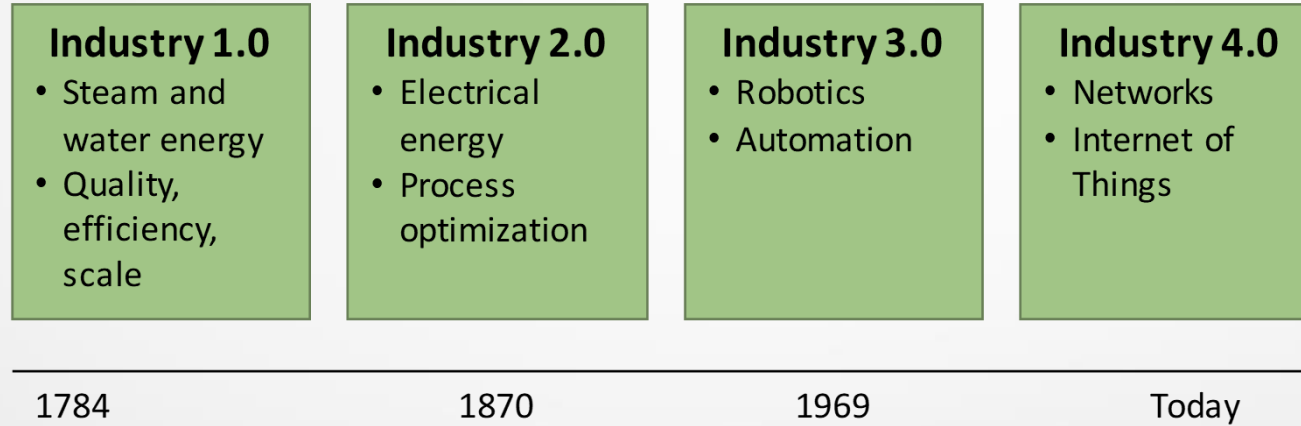 Industry 1.0
• Steam and
water energy
• Quality,
efficiency,
scale
Industry 2.0
• Electrical
energy
• Process
optimization
Industry 3.0
• Robotics
• Automation
Industry 4.0
• Networks
• Internet of
Things
1784
1870
1969
Today